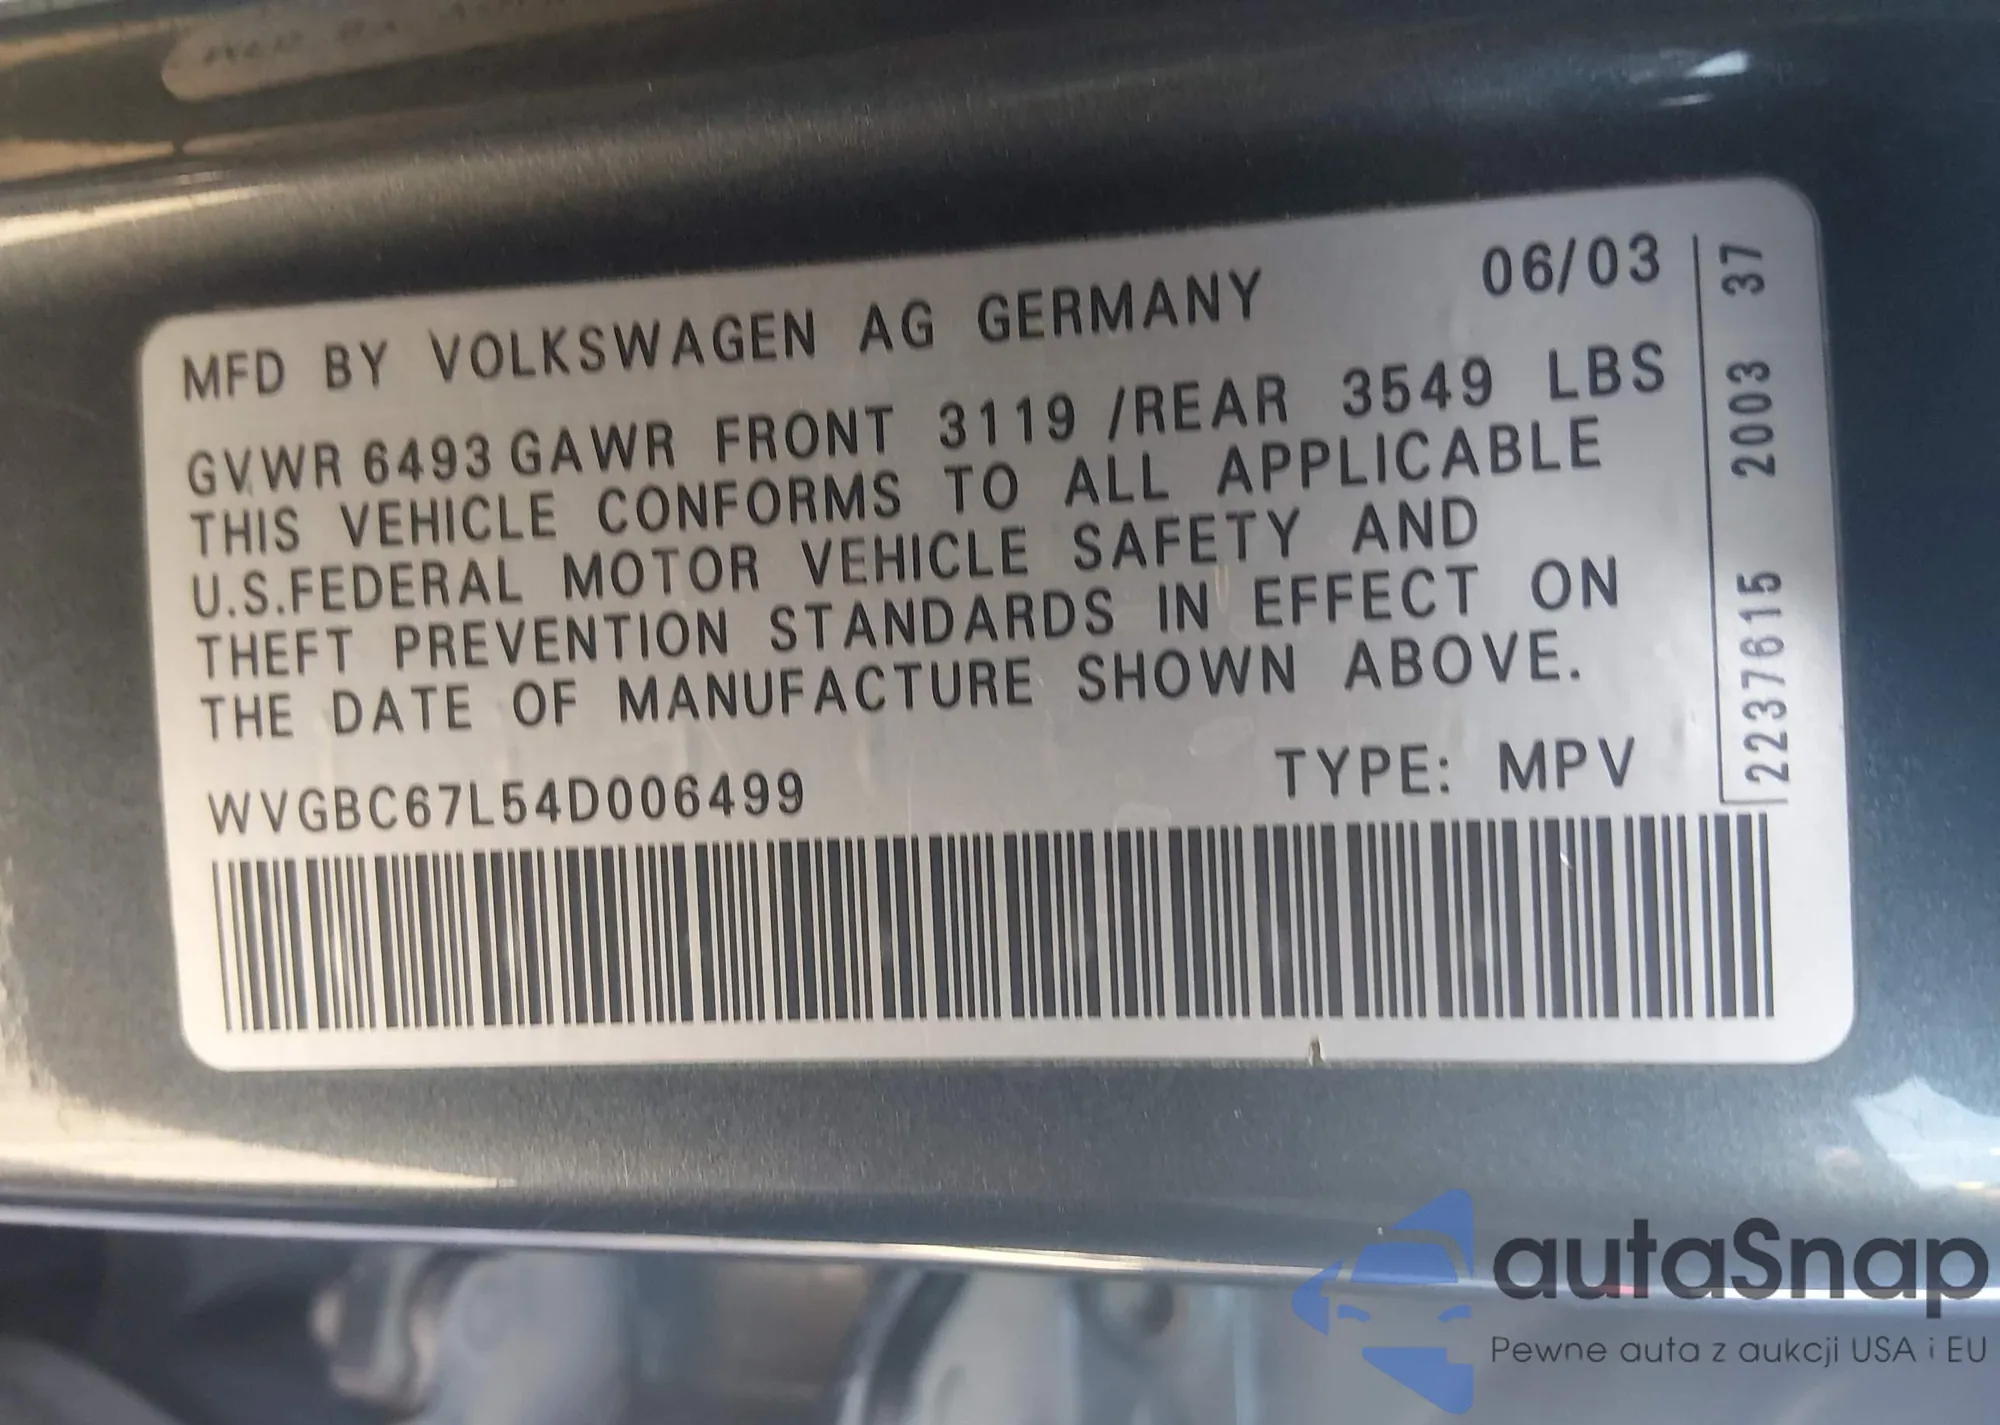 MFD BY VOLKSWAGEN AG GERMANY 06/03
GVWR 6493 GAWR FRONT 3119 /REAR 3549 LBS
THIS VEHICLE CONFORMS TO ALL APPLICABLE
U.S.FEDERAL MOTOR VEHICLE SAFETY AND
THEFT PREVENTION STANDARDS IN EFFECT ON
THE DATE OF MANUFACTURE SHOWN ABOVE.
WVGBC67L54D006499 TYPE: MPV
2237615 2003 37
autaSnap
Pewne auta z aukcji USA i EU